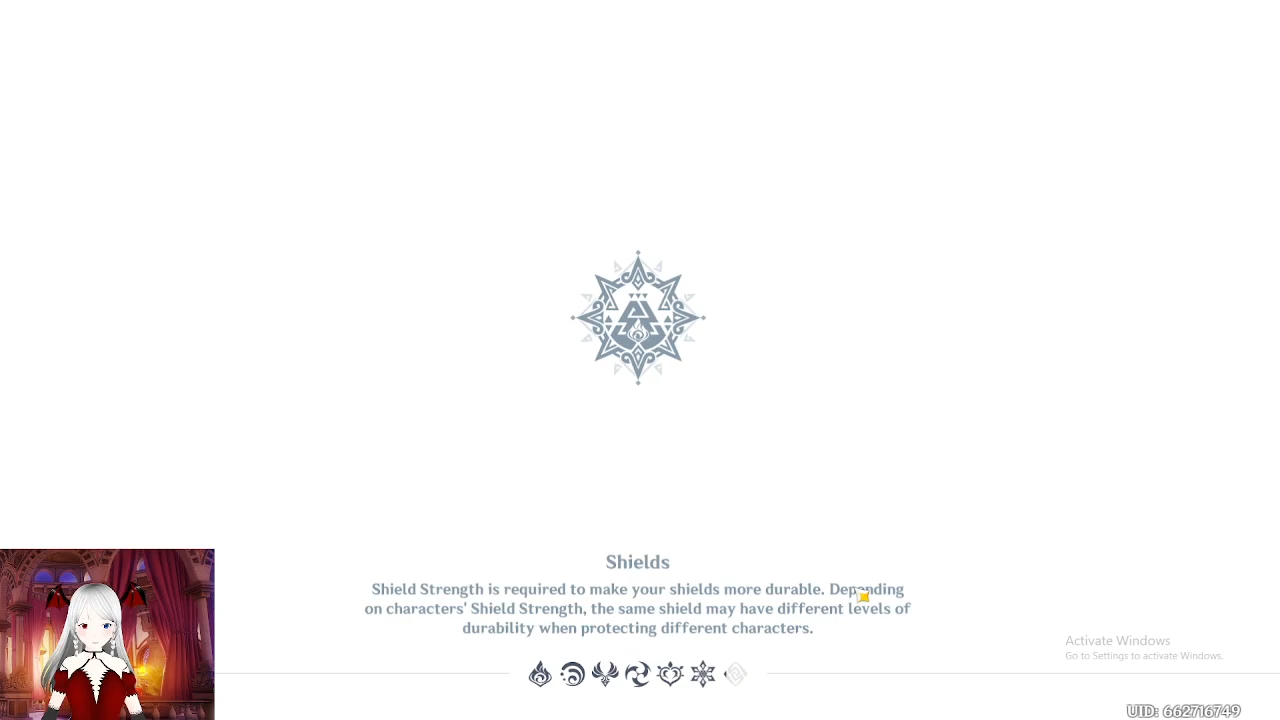 Shields
Shield Strength is required to make your shields more durable. Depending
on characters' Shield Strength, the same shield may have different levels of
durability when protecting different characters.
Activate Windows
Go to Settings to activate Windows.
UID: 662716749